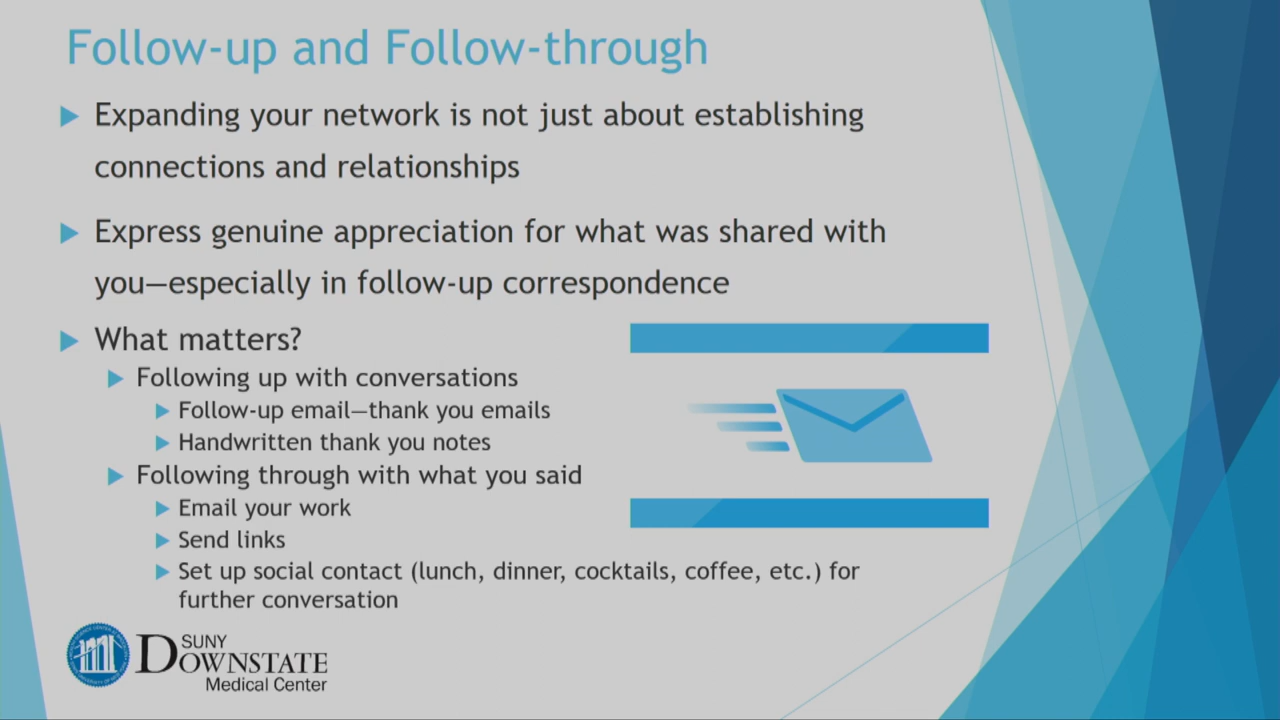 Follow-up and Follow-through
Expanding your network is not just about establishing
connections and relationships
Express genuine appreciation for what was shared with
you—especially in follow-up correspondence
What matters?
Following up with conversations
Follow-up email—thank you emails
Handwritten thank you notes
Following through with what you said
Email your work
Send links
Set up social contact (lunch, dinner, cocktails, coffee, etc.) for
further conversation
SUNY
DOWNSTATE
Medical Center